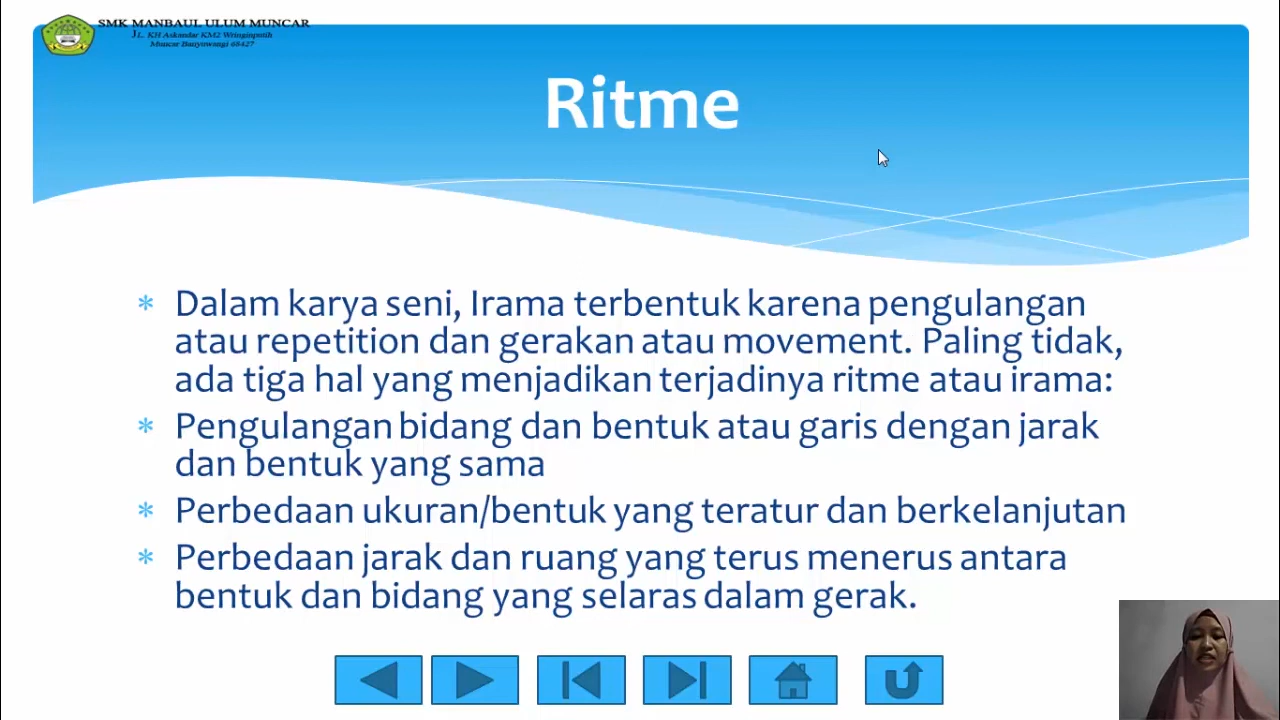 SMK MANBAUL ULUM MUNCAR
JL. KH Askandar KM2 Wringinputih
Muncar Banyuwangi 68427
Ritme
Dalam karya seni, Irama terbentuk karena pengulangan
atau repetition dan gerakan atau movement. Paling tidak,
ada tiga hal yang menjadikan terjadinya ritme atau irama:
Pengulangan bidang dan bentuk atau garis dengan jarak
dan bentuk yang sama
Perbedaan ukuran/bentuk yang teratur dan berkelanjutan
Perbedaan jarak dan ruang yang terus menerus antara
bentuk dan bidang yang selaras dalam gerak.